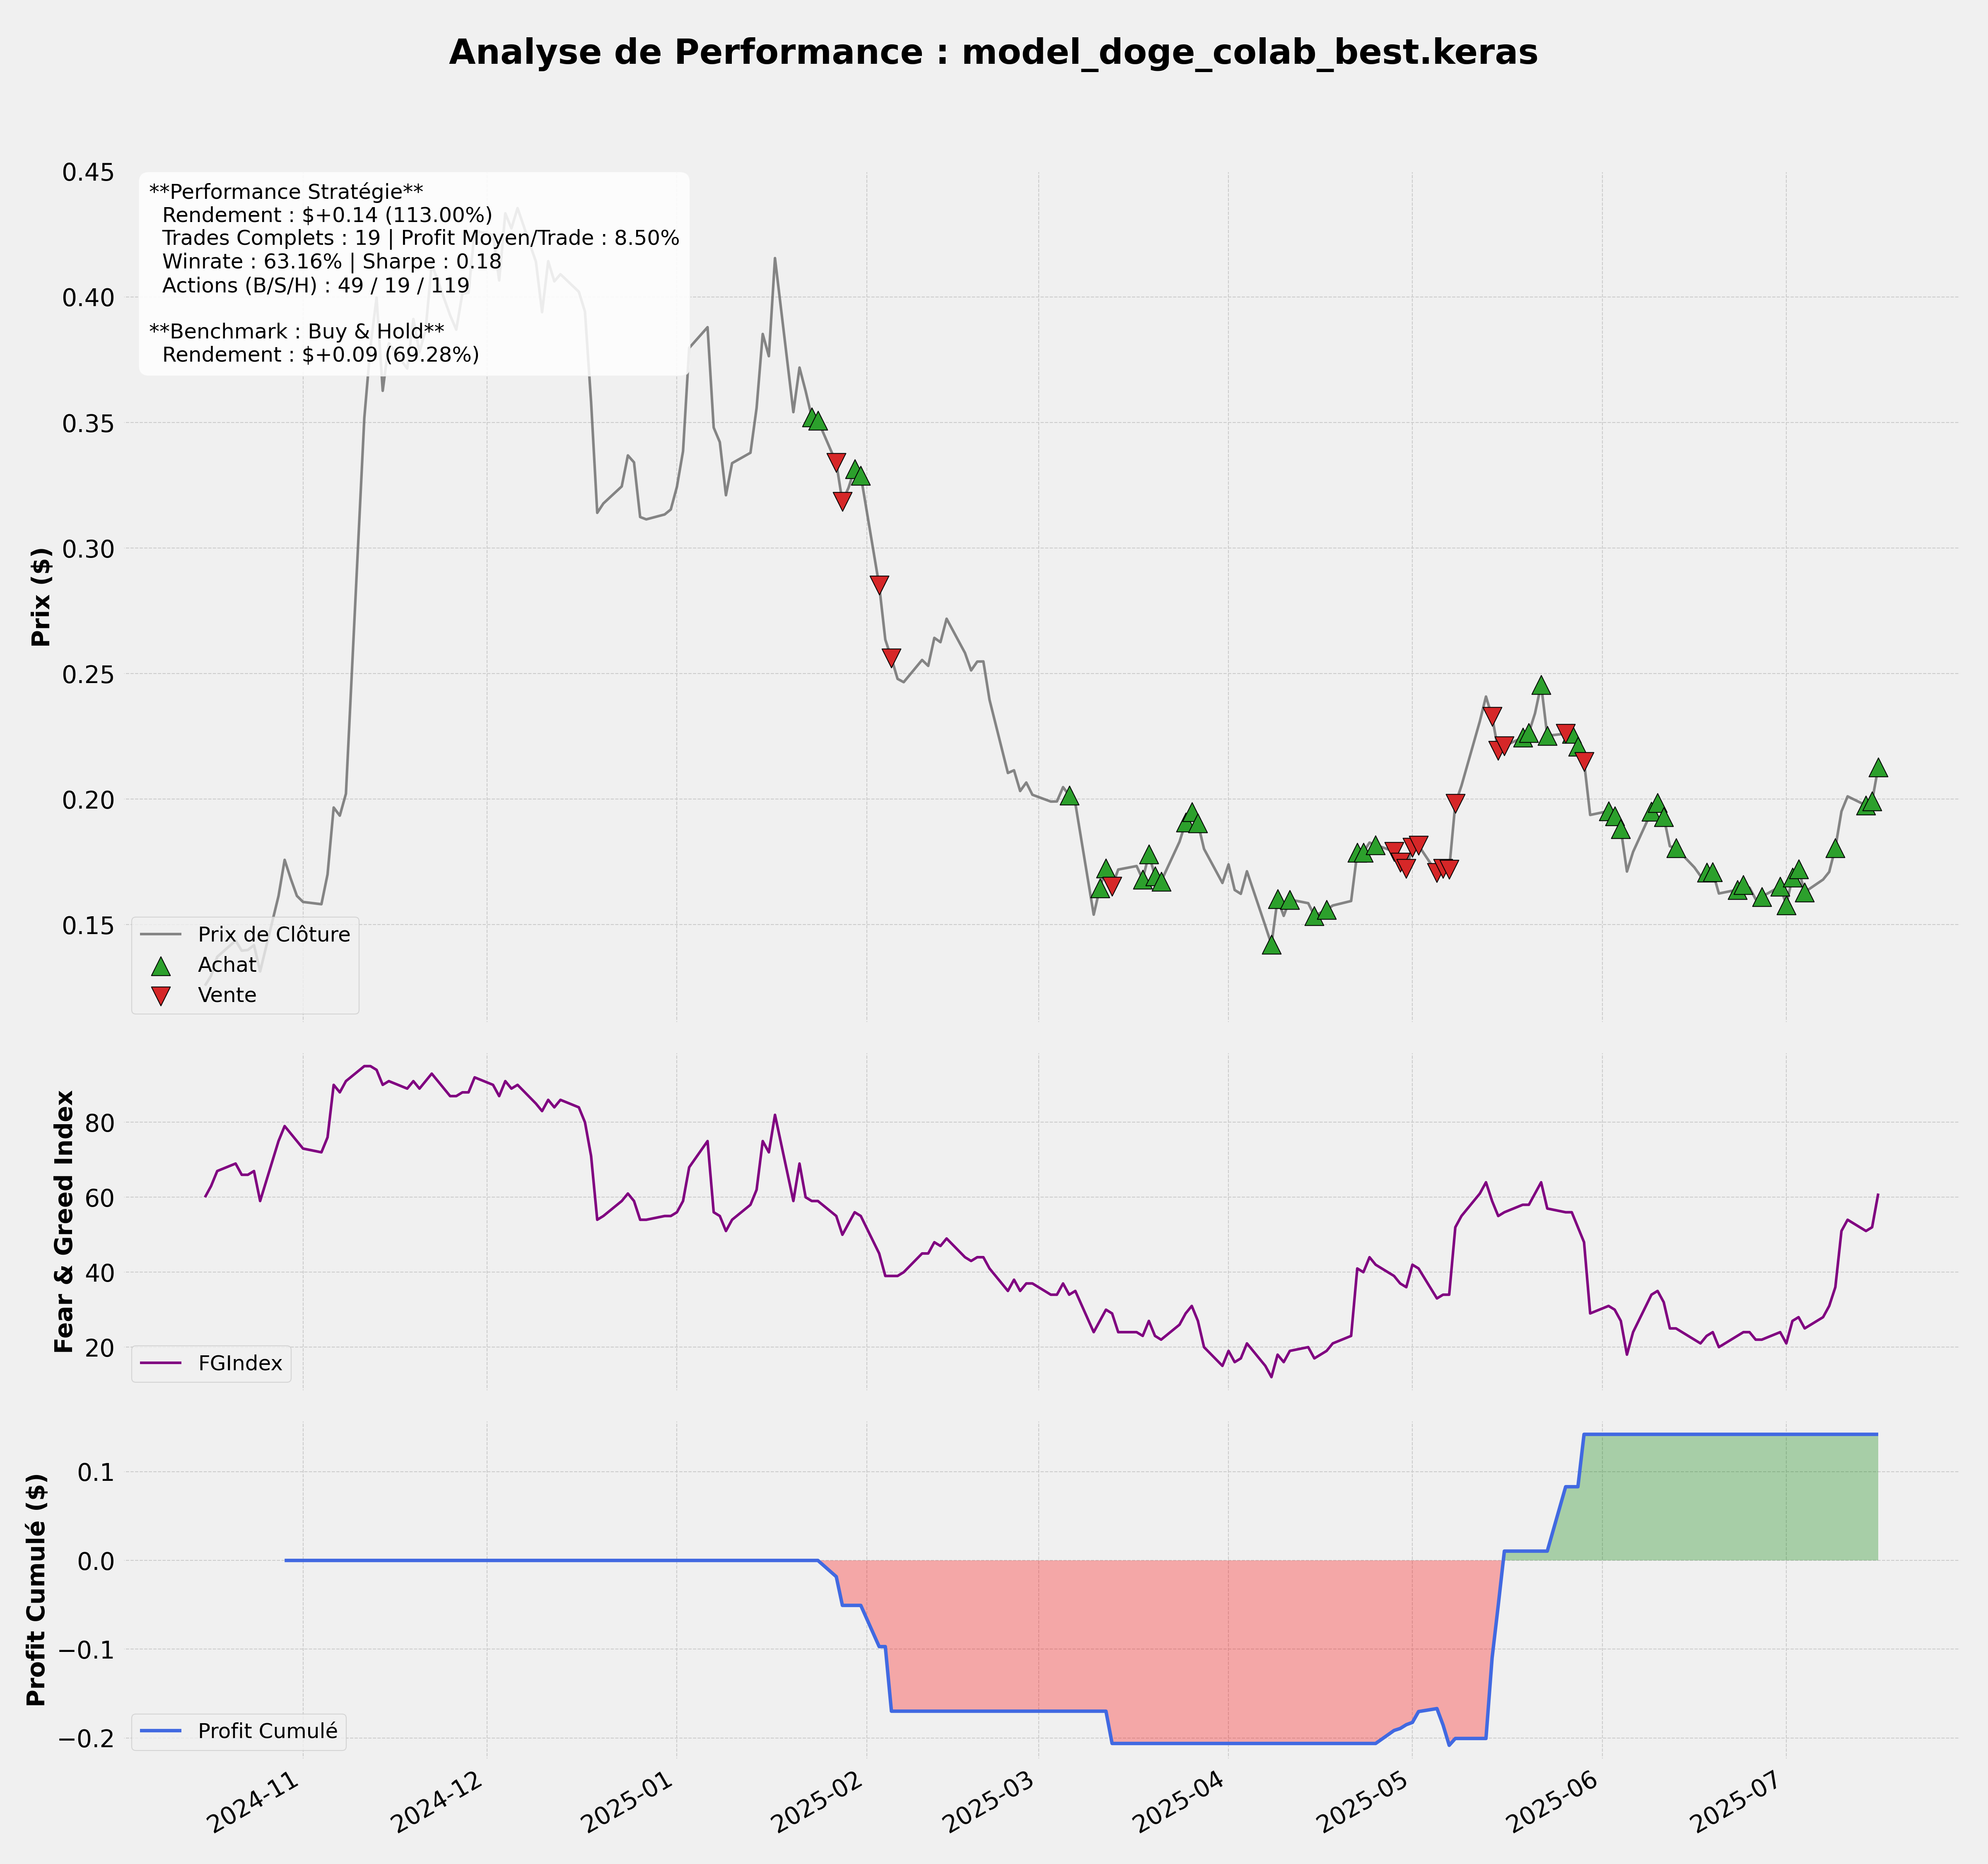 Analyse de Performance : model_doge_colab_best.keras
**Performance Stratégie**
Rendement : $+0.14 (113.00%)
Trades Complets : 19 | Profit Moyen/Trade : 8.50%
Winrate : 63.16% | Sharpe : 0.18
Actions (B/S/H) : 49 / 19 / 119
**Benchmark : Buy & Hold**
Rendement : $+0.09 (69.28%)
Prix ($)
0.45
0.40
0.35
0.30
0.25
0.20
0.15
Prix de Clôture
Achat
Vente
Fear & Greed Index
80
60
40
20
FGIndex
Profit Cumulé ($)
0.1
0.0
−0.1
−0.2
Profit Cumulé
2024-11
2024-12
2025-01
2025-02
2025-03
2025-04
2025-05
2025-06
2025-07